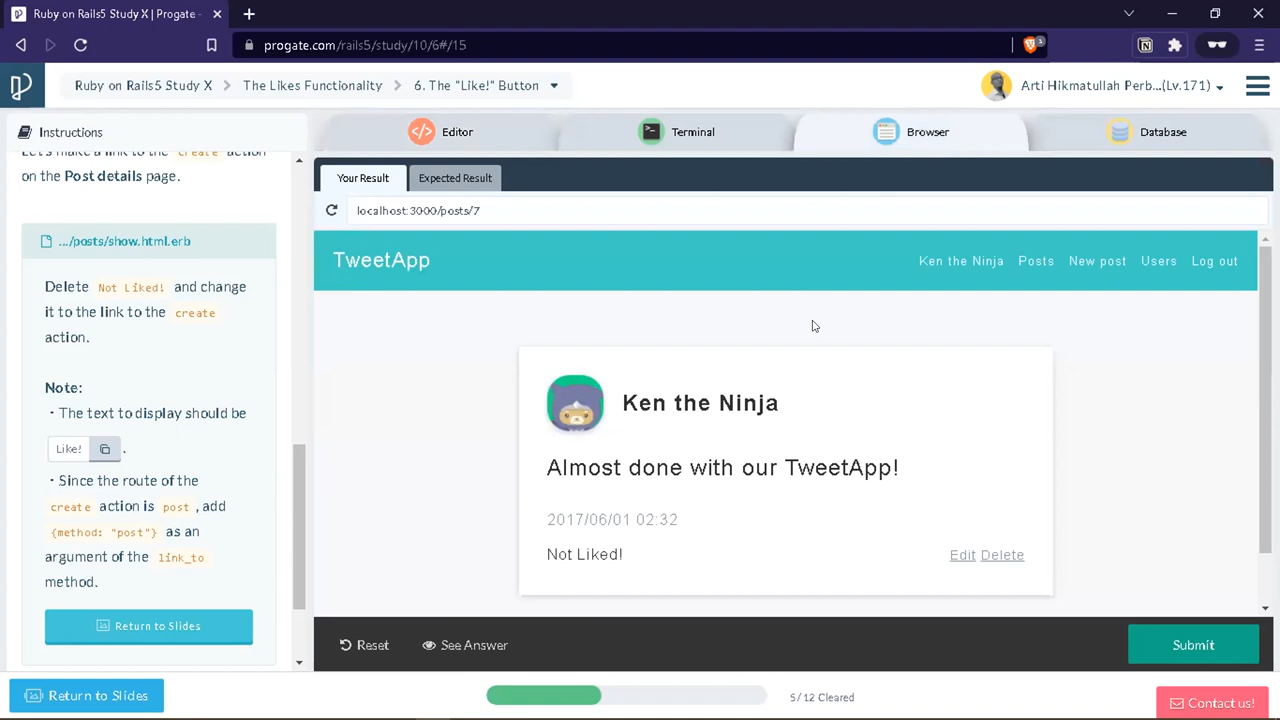 Ruby on Rails5 Study X | Progate -
progate.com/rails5/study/10/6#/15
3
Ruby on Rails5 Study X
The Likes Functionality
6. The "Like!" Button
Arti Hikmatullah Perb...(Lv.171)
Instructions
Editor
Terminal
Browser
Database
Let's make a link to the create action
on the Post details page.
.../posts/show.html.erb
Delete Not Liked! and change
it to the link to the create
action.
Note:
・The text to display should be
Like! .
・Since the route of the
create action is post , add
{method: "post"} as an
argument of the link_to
method.
Return to Slides
Your Result
Expected Result
localhost:3000/posts/7
TweetApp
Ken the Ninja
Posts
New post
Users
Log out
Ken the Ninja
Almost done with our TweetApp!
2017/06/01 02:32
Not Liked!
Edit Delete
Reset
See Answer
Submit
Return to Slides
5/12 Cleared
Contact us!